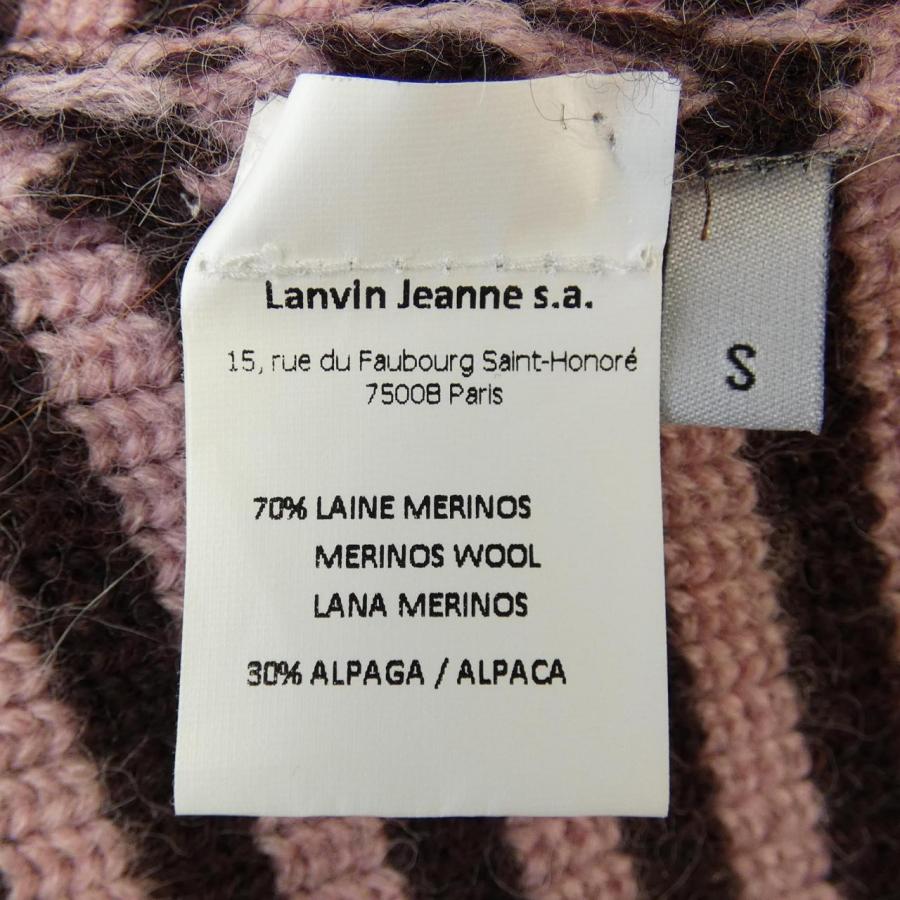 Lanvin Jeanne s.a.
15, rue du Faubourg Saint-Honoré
75008 Paris
S
70% LAINE MERINOS
MERINOS WOOL
LANA MERINOS
30% ALPAGA / ALPACA